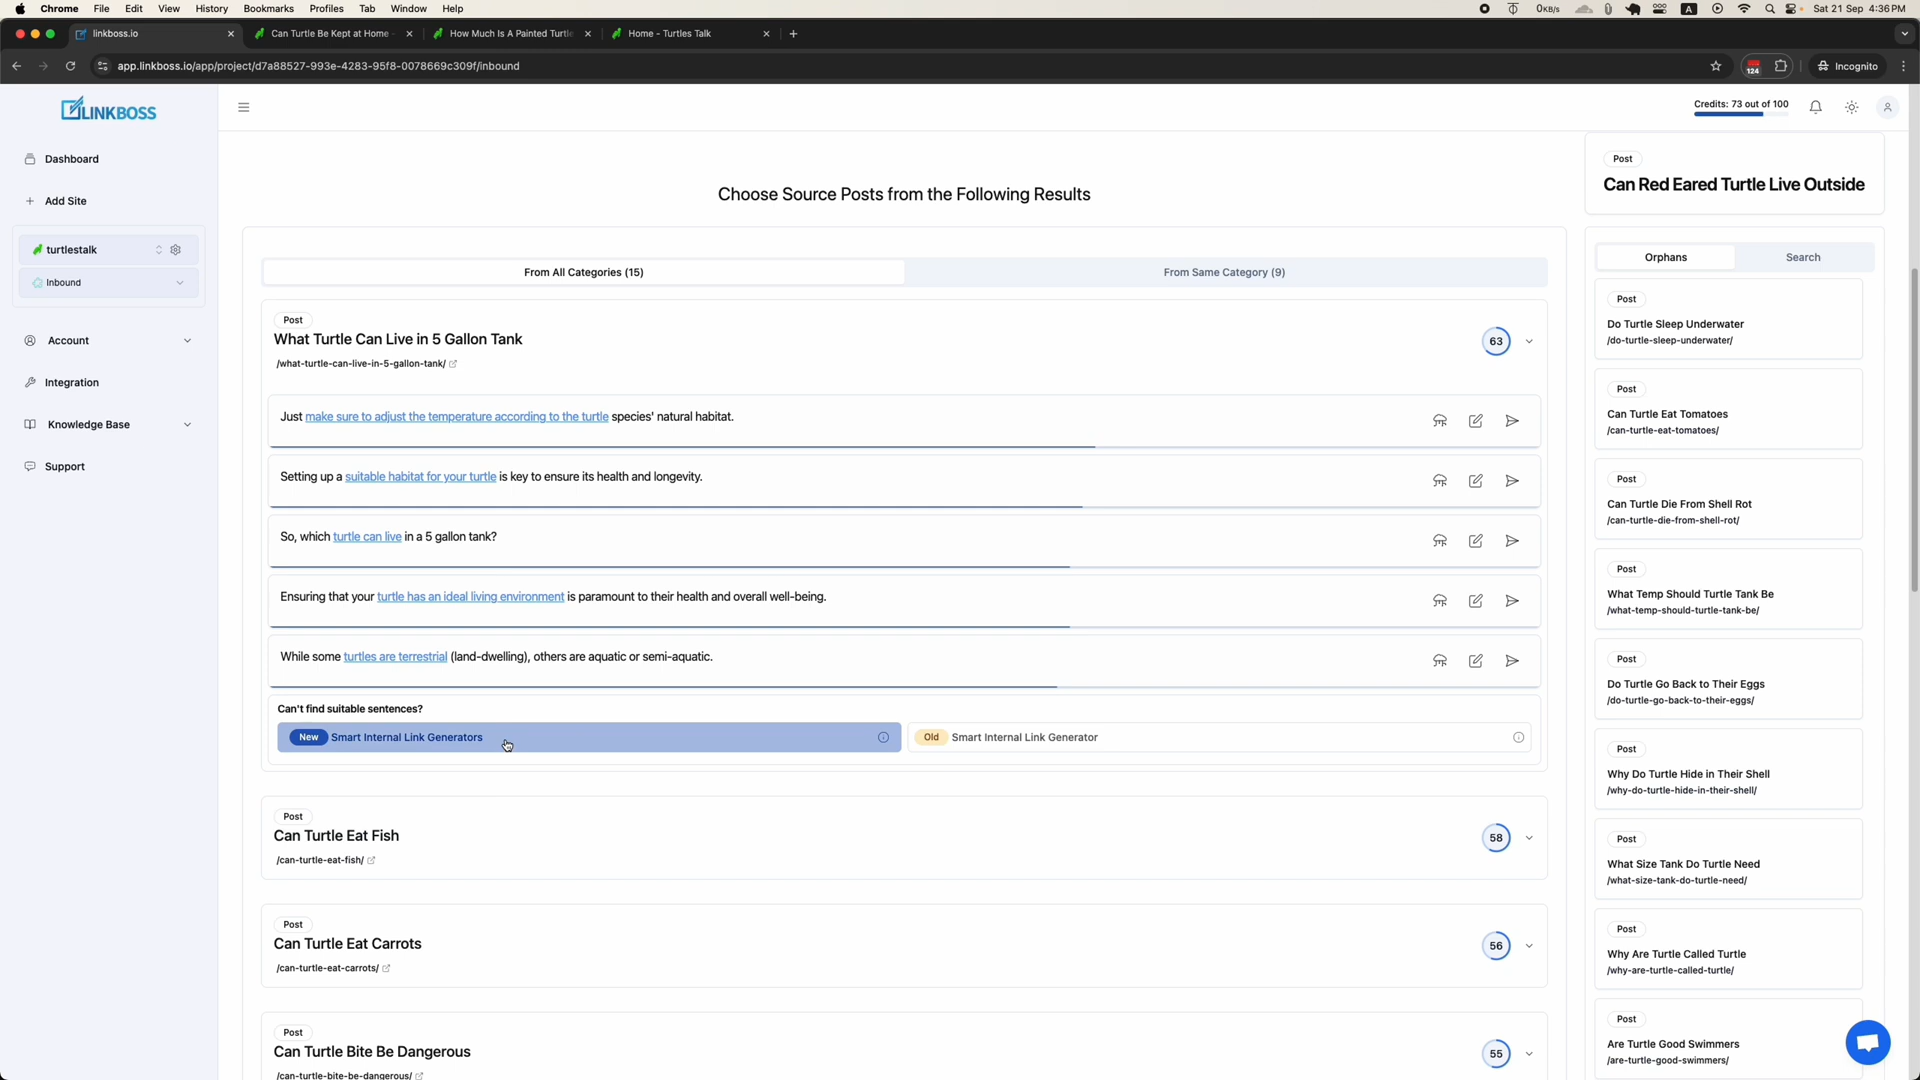 Chrome File Edit View History Bookmarks Profiles Tab Window Help
0KB/s A Sat 21 Sep 4:36PM
linkboss.io Can Turtle Be Kept at Home - How Much Is A Painted Turtle Home - Turtles Talk
app.linkboss.io/app/project/d7a88527-993e-4283-95f8-0078669c309f/inbound
124 Incognito
LINKBOSS
Credits: 73 out of 100
Dashboard
Add Site
turtlestalk
Inbound
Account
Integration
Knowledge Base
Support
Choose Source Posts from the Following Results
From All Categories (15)
From Same Category (9)
Post
What Turtle Can Live in 5 Gallon Tank
/what-turtle-can-live-in-5-gallon-tank/
63
Just make sure to adjust the temperature according to the turtle species' natural habitat.
Setting up a suitable habitat for your turtle is key to ensure its health and longevity.
So, which turtle can live in a 5 gallon tank?
Ensuring that your turtle has an ideal living environment is paramount to their health and overall well-being.
While some turtles are terrestrial (land-dwelling), others are aquatic or semi-aquatic.
Can't find suitable sentences?
New Smart Internal Link Generators
Old Smart Internal Link Generator
Post
Can Turtle Eat Fish
/can-turtle-eat-fish/
58
Post
Can Turtle Eat Carrots
/can-turtle-eat-carrots/
56
Post
Can Turtle Bite Be Dangerous
/can-turtle-bite-be-dangerous/
55
Post
Can Red Eared Turtle Live Outside
Orphans
Search
Post
Do Turtle Sleep Underwater
/do-turtle-sleep-underwater/
Post
Can Turtle Eat Tomatoes
/can-turtle-eat-tomatoes/
Post
Can Turtle Die From Shell Rot
/can-turtle-die-from-shell-rot/
Post
What Temp Should Turtle Tank Be
/what-temp-should-turtle-tank-be/
Post
Do Turtle Go Back to Their Eggs
/do-turtle-go-back-to-their-eggs/
Post
Why Do Turtle Hide in Their Shell
/why-do-turtle-hide-in-their-shell/
Post
What Size Tank Do Turtle Need
/what-size-tank-do-turtle-need/
Post
Why Are Turtle Called Turtle
/why-are-turtle-called-turtle/
Post
Are Turtle Good Swimmers
/are-turtle-good-swimmers/